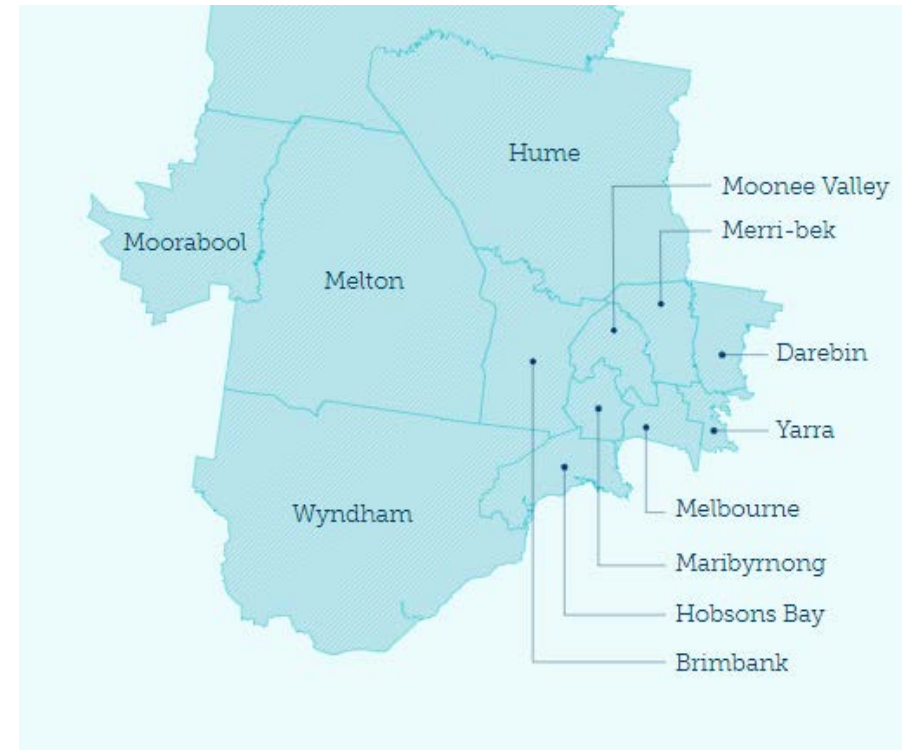 Hume
Moonee Valley
Merri-bek
Moorabool
Melton
Darebin
Yarra
Wyndham
Melbourne
Maribyrnong
Hobsons Bay
Brimbank